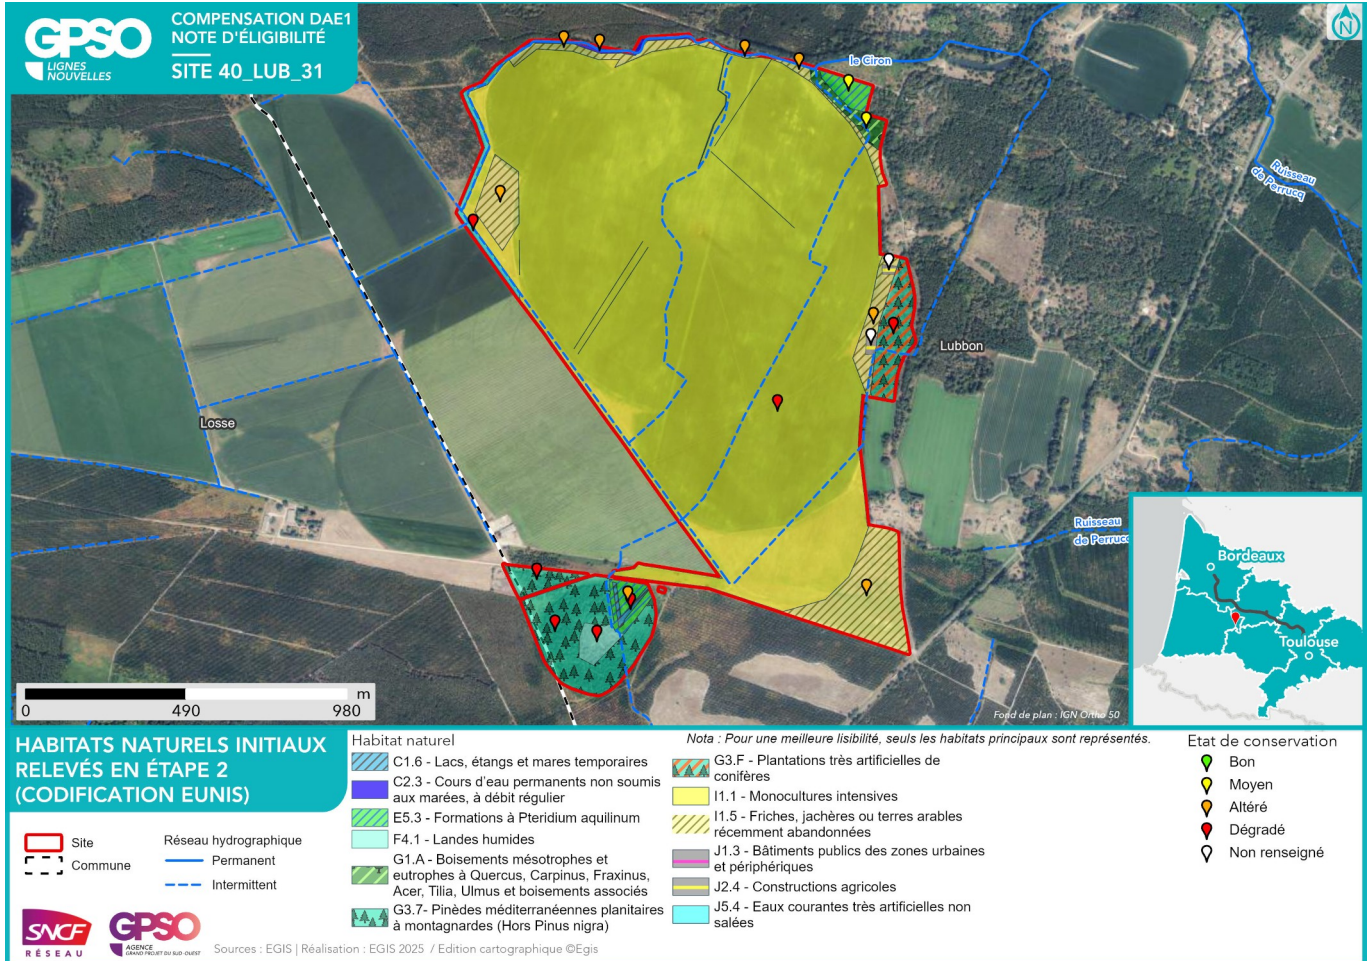 GPSO
LIGNES
NOUVELLES
COMPENSATION DAE1
NOTE D'ÉLIGIBILITÉ
SITE 40_LUB_31
N
le Ciron
Ruisseau
de Perrucq
Losse
Lubbon
Ruisseau
de Perrucq
Bordeaux
Toulouse
m
0 490 980
Fond de plan : IGN Ortho 50
HABITATS NATURELS INITIAUX
RELEVÉS EN ÉTAPE 2
(CODIFICATION EUNIS)
Site
Commune
Réseau hydrographique
Permanent
Intermittent
Habitat naturel
C1.6 - Lacs, étangs et mares temporaires
C2.3 - Cours d'eau permanents non soumis
aux marées, à débit régulier
E5.3 - Formations à Pteridium aquilinum
F4.1 - Landes humides
G1.A - Boisements mésotrophes et
eutrophes à Quercus, Carpinus, Fraxinus,
Acer, Tilia, Ulmus et boisements associés
G3.7- Pinèdes méditerranéennes planitaires
à montagnardes (Hors Pinus nigra)
Nota : Pour une meilleure lisibilité, seuls les habitats principaux sont représentés.
G3.F - Plantations très artificielles de
conifères
I1.1 - Monocultures intensives
I1.5 - Friches, jachères ou terres arables
récemment abandonnées
J1.3 - Bâtiments publics des zones urbaines
et périphériques
J2.4 - Constructions agricoles
J5.4 - Eaux courantes très artificielles non
salées
Etat de conservation
Bon
Moyen
Altéré
Dégradé
Non renseigné
SNCF
RÉSEAU
GPSO
AGENCE
GRAND PROJET DU SUD-OUEST
Sources : EGIS | Réalisation : EGIS 2025 / Edition cartographique ©Egis